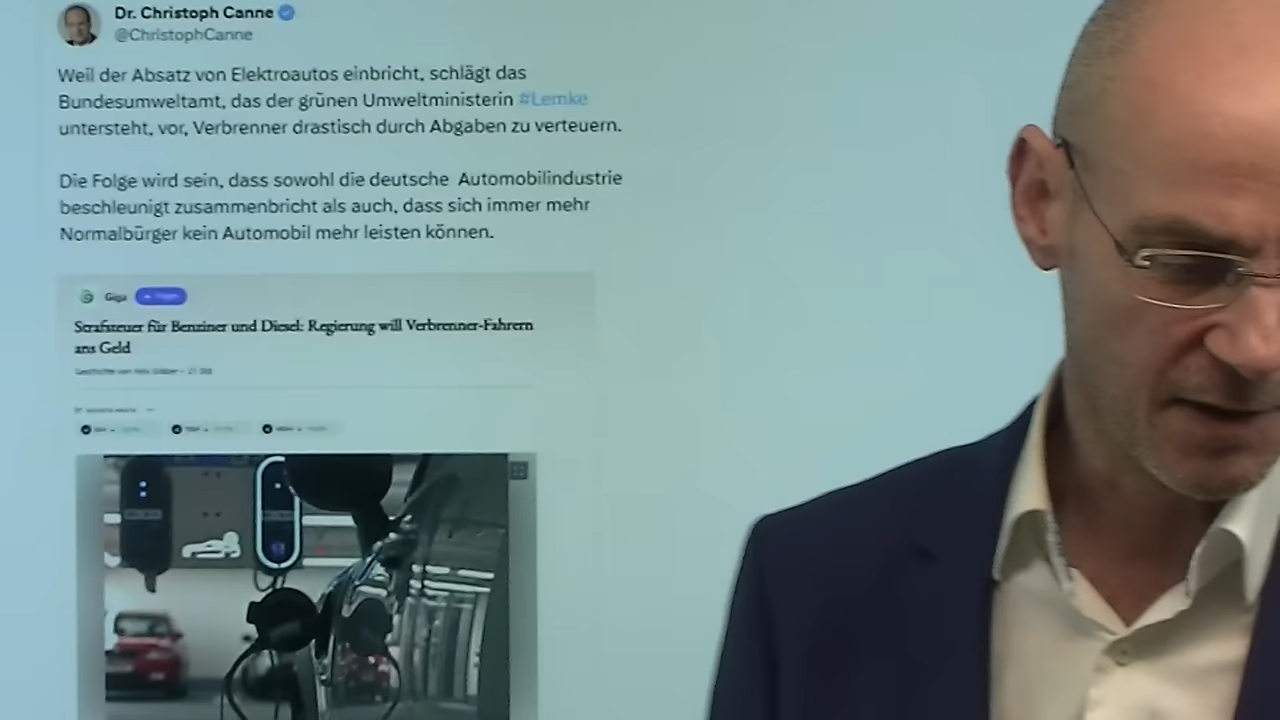 Dr. Christoph Canne
@ChristophCanne
Weil der Absatz von Elektroautos einbricht, schlägt das
Bundesumweltamt, das der grünen Umweltministerin #Lemke
untersteht, vor, Verbrenner drastisch durch Abgaben zu verteuern.
Die Folge wird sein, dass sowohl die deutsche Automobilindustrie
beschleunigt zusammenbricht als auch, dass sich immer mehr
Normalbürger kein Automobil mehr leisten können.
Giga
Strafsteuer für Benziner und Diesel: Regierung will Verbrenner-Fahrern
ans Geld